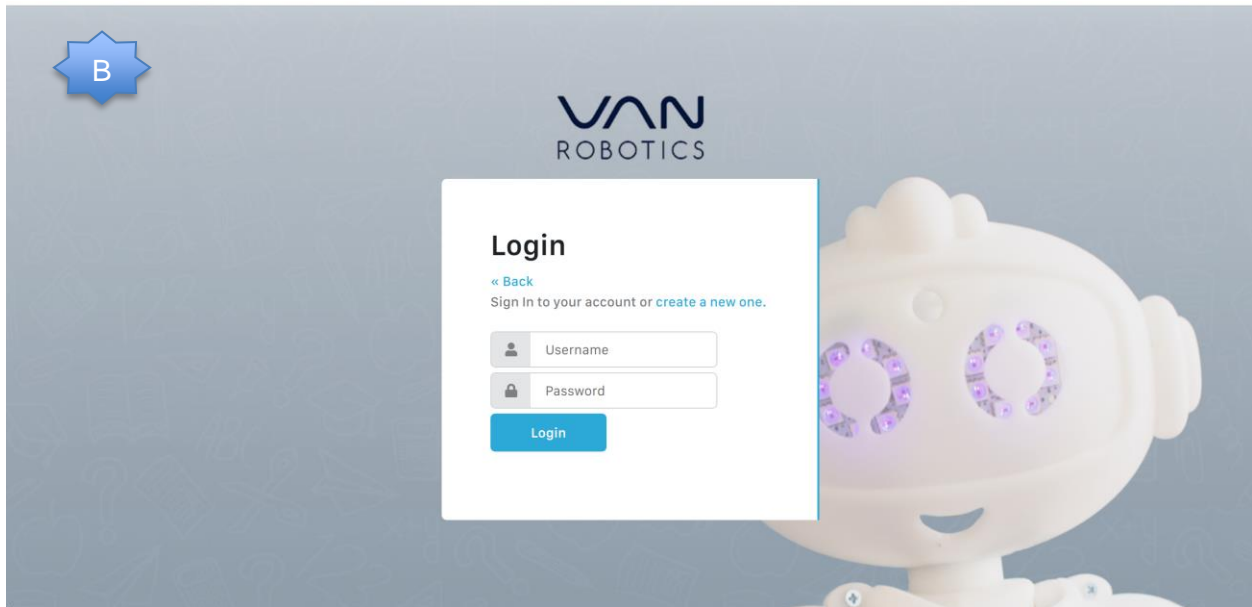 B
VAN
ROBOTICS
Login
« Back
Sign In to your account or create a new one.
Username
Password
Login